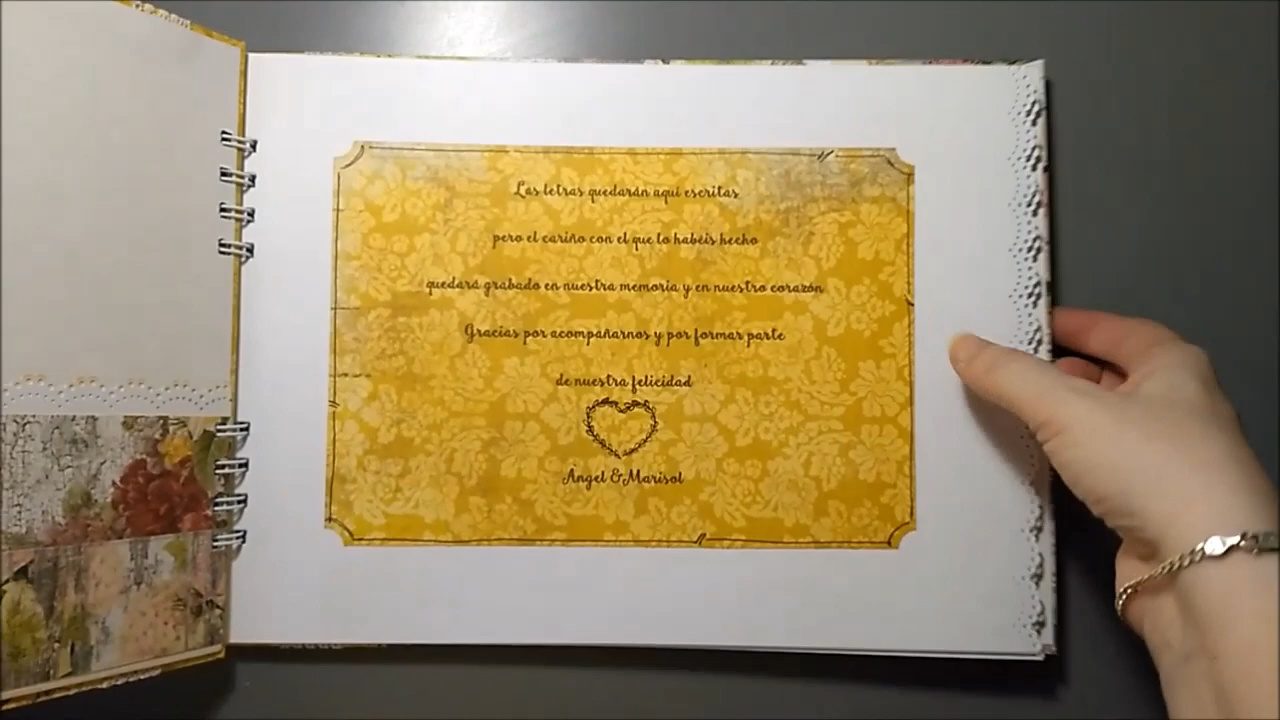 Las letras quedarán aquí escritas
pero el cariño con el que lo habéis hecho
quedará grabado en nuestra memoria y en nuestro corazón
Gracias por acompañarnos y por formar parte
de nuestra felicidad
Ángel & Marisol